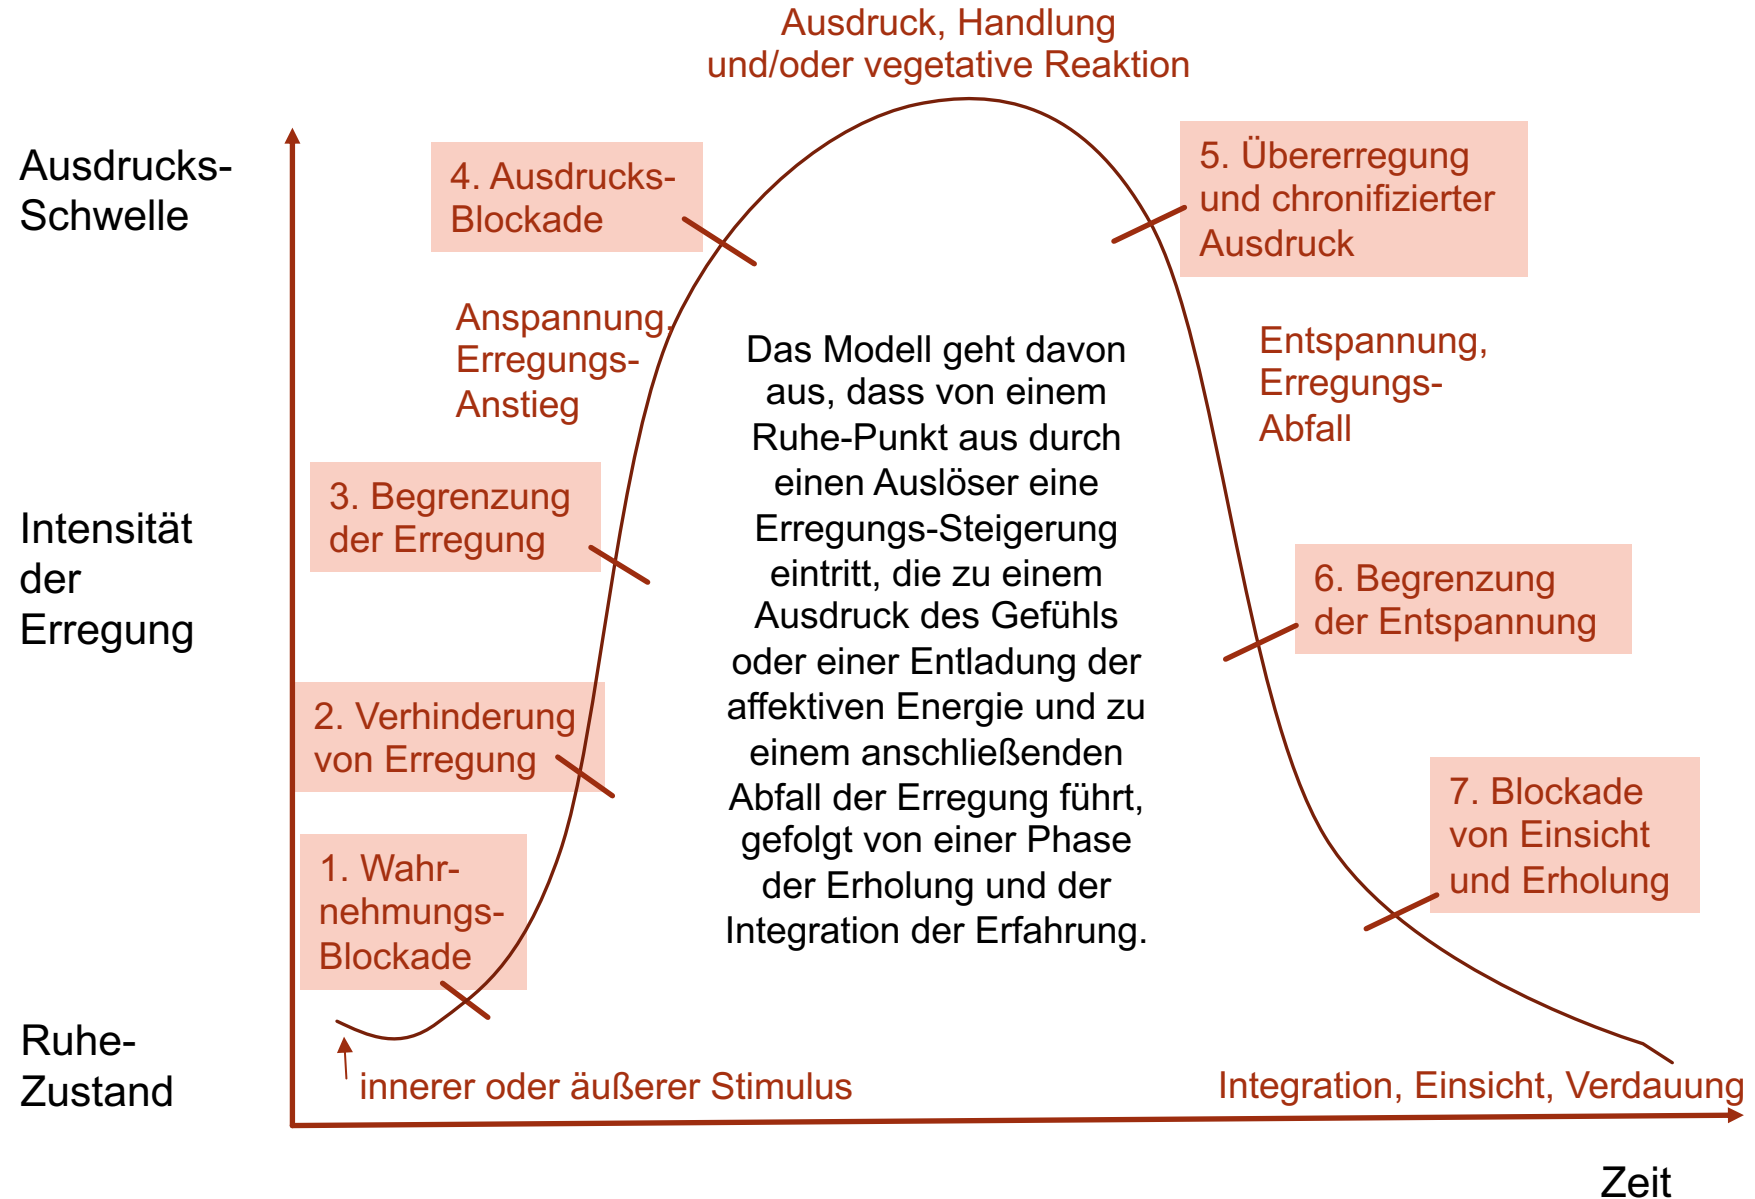 Ausdruck, Handlung
und/oder vegetative Reaktion
Ausdrucks-
Schwelle
4. Ausdrucks-
Blockade
5. Übererregung
und chronifizierter
Ausdruck
Anspannung,
Erregungs-
Anstieg
Das Modell geht davon
aus, dass von einem
Ruhe-Punkt aus durch
einen Auslöser eine
Erregungs-Steigerung
eintritt, die zu einem
Ausdruck des Gefühls
oder einer Entladung der
affektiven Energie und zu
einem anschließenden
Abfall der Erregung führt,
gefolgt von einer Phase
der Erholung und der
Integration der Erfahrung.
Entspannung,
Erregungs-
Abfall
Intensität
der
Erregung
3. Begrenzung
der Erregung
6. Begrenzung
der Entspannung
2. Verhinderung
von Erregung
7. Blockade
von Einsicht
und Erholung
1. Wahr-
nehmungs-
Blockade
Ruhe-
Zustand
innerer oder äußerer Stimulus
Integration, Einsicht, Verdauung
Zeit